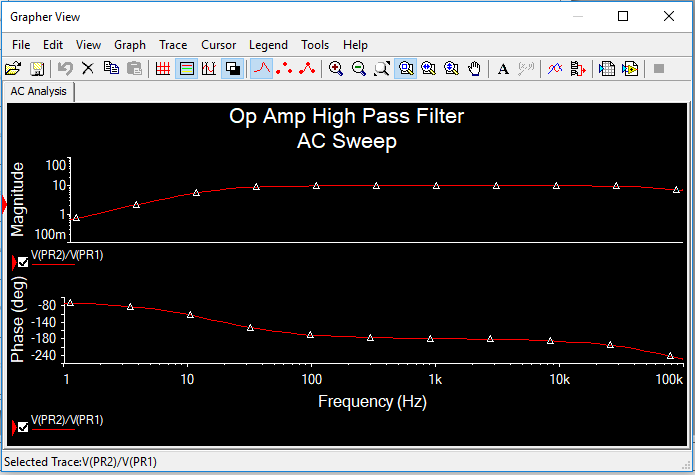 Grapher View
File Edit View Graph Trace Cursor Legend Tools Help
A
AC Analysis
Op Amp High Pass Filter
AC Sweep
Magnitude
100
10
1
100m
V(PR2)/V(PR1)
Phase (deg)
-80
-140
-180
-240
1 10 100 1k 10k 100k
Frequency (Hz)
V(PR2)/V(PR1)
Selected Trace:V(PR2)/V(PR1)